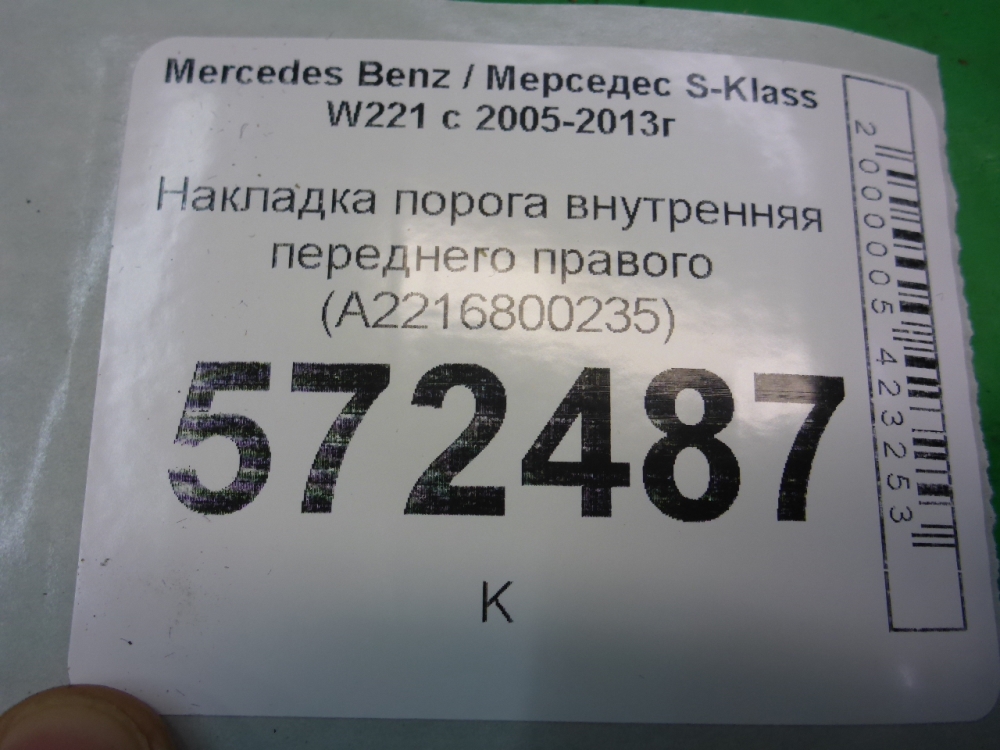 Mercedes Benz / Мерседес S-Klass
W221 с 2005-2013г
Накладка порога внутренняя
переднего правого
(A2216800235)
572487
К
2000005423253